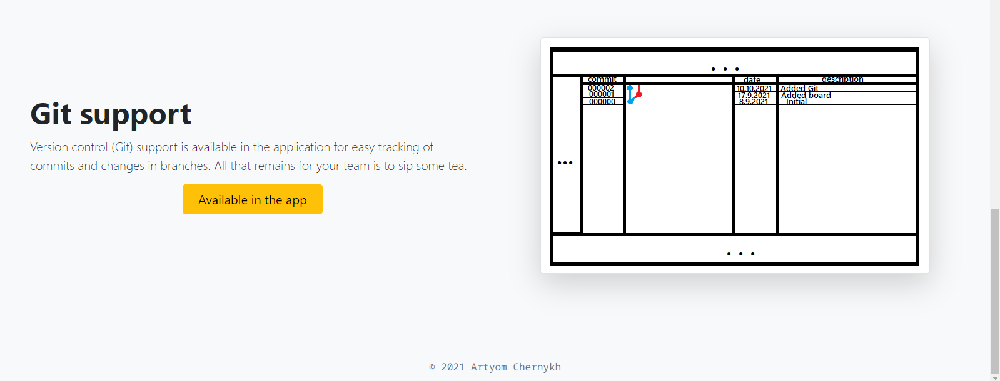 Git support
Version control (Git) support is available in the application for easy tracking of
commits and changes in branches. All that remains for your team is to sip some tea.
Available in the app
. . .
commit date description
000002 10.10.2021 Added Git
000001 17.9.2021 Added board
000000 8.9.2021 Initial
...
. . .
© 2021 Artyom Chernykh